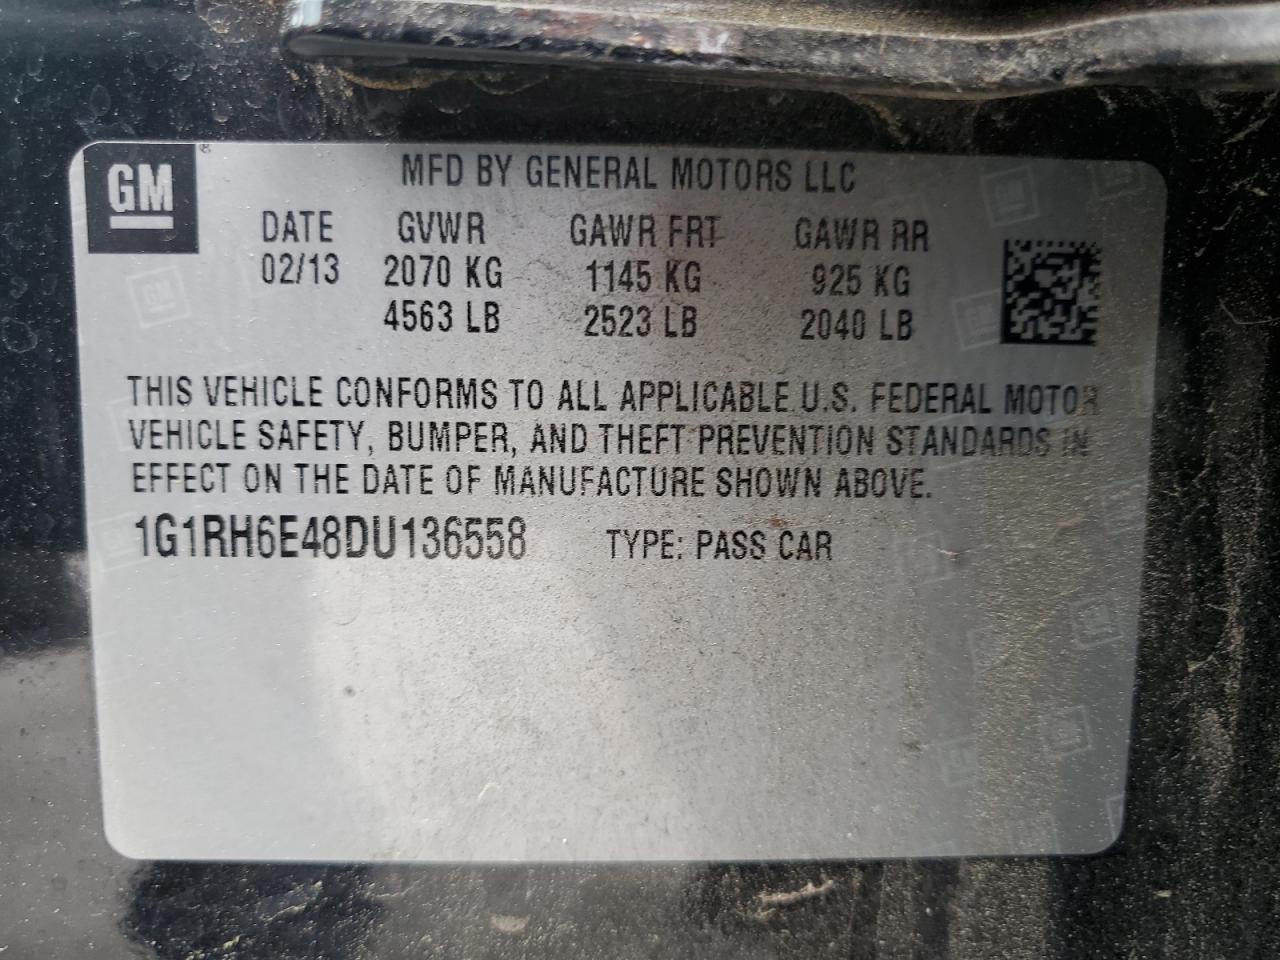 GM ®
MFD BY GENERAL MOTORS LLC
DATE GVWR GAWR FRT GAWR RR
02/13 2070 KG 1145 KG 925 KG
4563 LB 2523 LB 2040 LB
THIS VEHICLE CONFORMS TO ALL APPLICABLE U.S. FEDERAL MOTOR
VEHICLE SAFETY, BUMPER, AND THEFT PREVENTION STANDARDS IN
EFFECT ON THE DATE OF MANUFACTURE SHOWN ABOVE.
1G1RH6E48DU136558 TYPE: PASS CAR